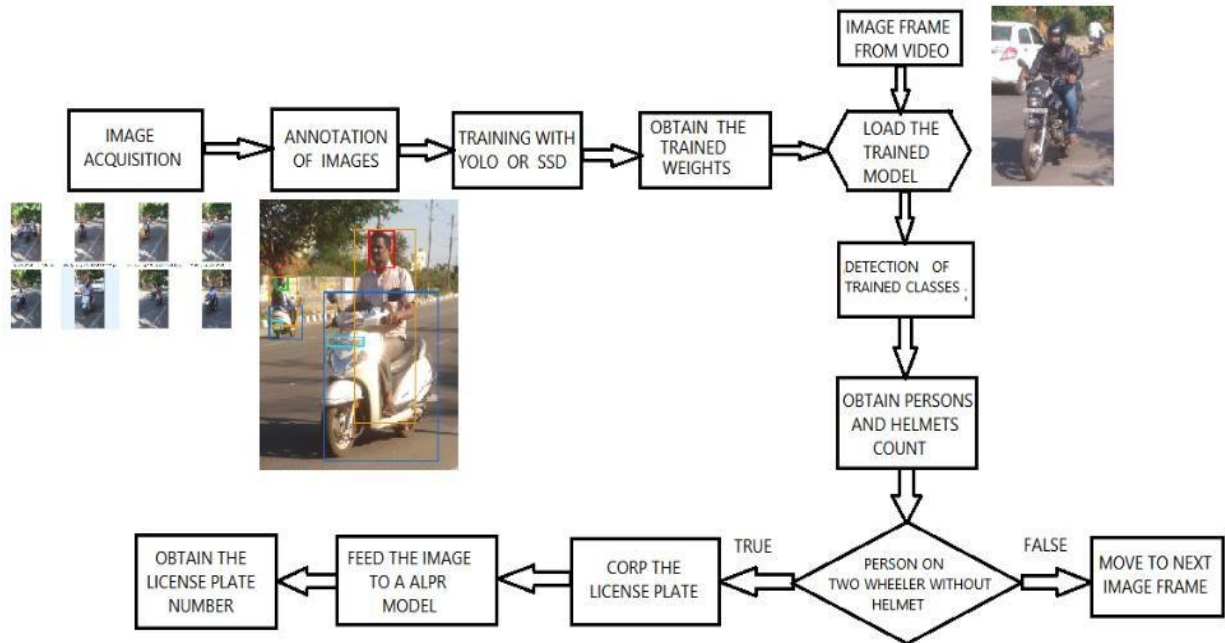 IMAGE FRAME
FROM VIDEO
IMAGE
ACQUISITION
ANNOTATION
OF IMAGES
TRAINING WITH
YOLO OR SSD
OBTAIN THE
TRAINED
WEIGHTS
LOAD THE
TRAINED
MODEL
DETECTION OF
TRAINED CLASSES ;
OBTAIN PERSONS
AND HELMETS
COUNT
PERSON ON
TWO WHEELER WITHOUT
HELMET
TRUE
FALSE
MOVE TO NEXT
IMAGE FRAME
CORP THE
LICENSE PLATE
FEED THE IMAGE
TO A ALPR
MODEL
OBTAIN THE
LICENSE PLATE
NUMBER